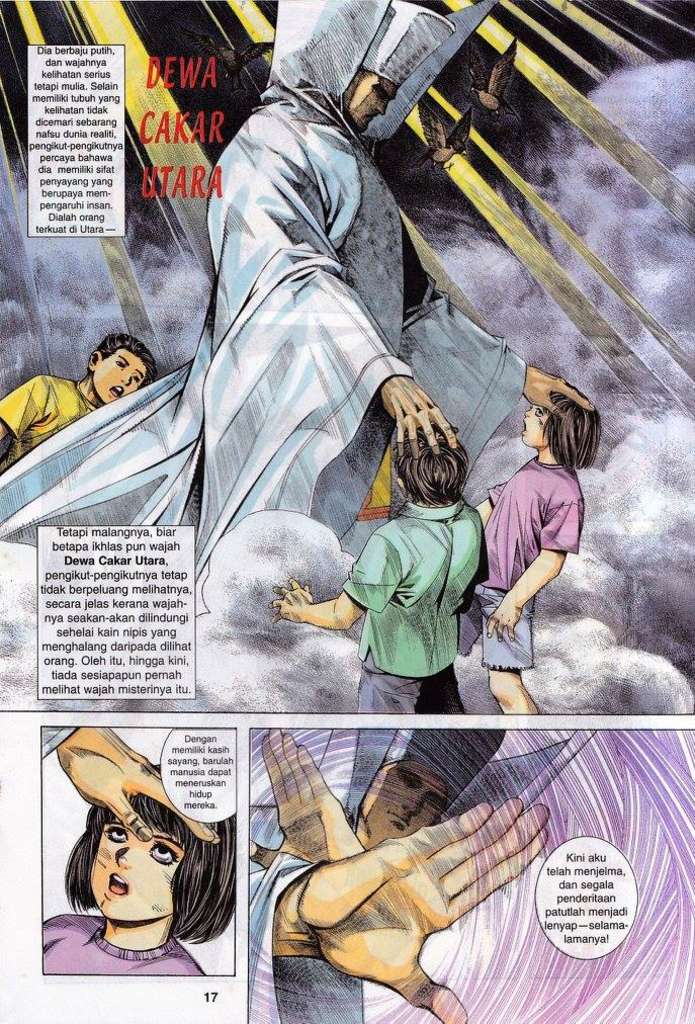 Dia berbaju putih,
dan wajahnya
kelihatan serius
tetapi mulia. Selain
memiliki tubuh yang
kelihatan tidak
dicemari sebarang
nafsu dunia realiti,
pengikut-pengikutnya
percaya bahawa
dia memiliki sifat
penyayang yang
berupaya mem-
pengaruhi insan.
Dialah orang
terkuat di Utara—
DEWA
CAKAR
UTARA
Tetapi malangnya, biar
betapa ikhlas pun wajah
Dewa Cakar Utara,
pengikut-pengikutnya tetap
tidak berpeluang melihatnya,
secara jelas kerana wajah-
nya seakan-akan dilindungi
sehelai kain nipis yang
menghalang daripada dilihat
orang. Oleh itu, hingga kini,
tiada sesiapapun pernah
melihat wajah misterinya itu.
Dengan
memiliki kasih
sayang, barulah
manusia dapat
meneruskan
hidup
mereka.
Kini aku
telah menjelma,
dan segala
penderitaan
patutlah menjadi
lenyap—selama-
lamanya!
17